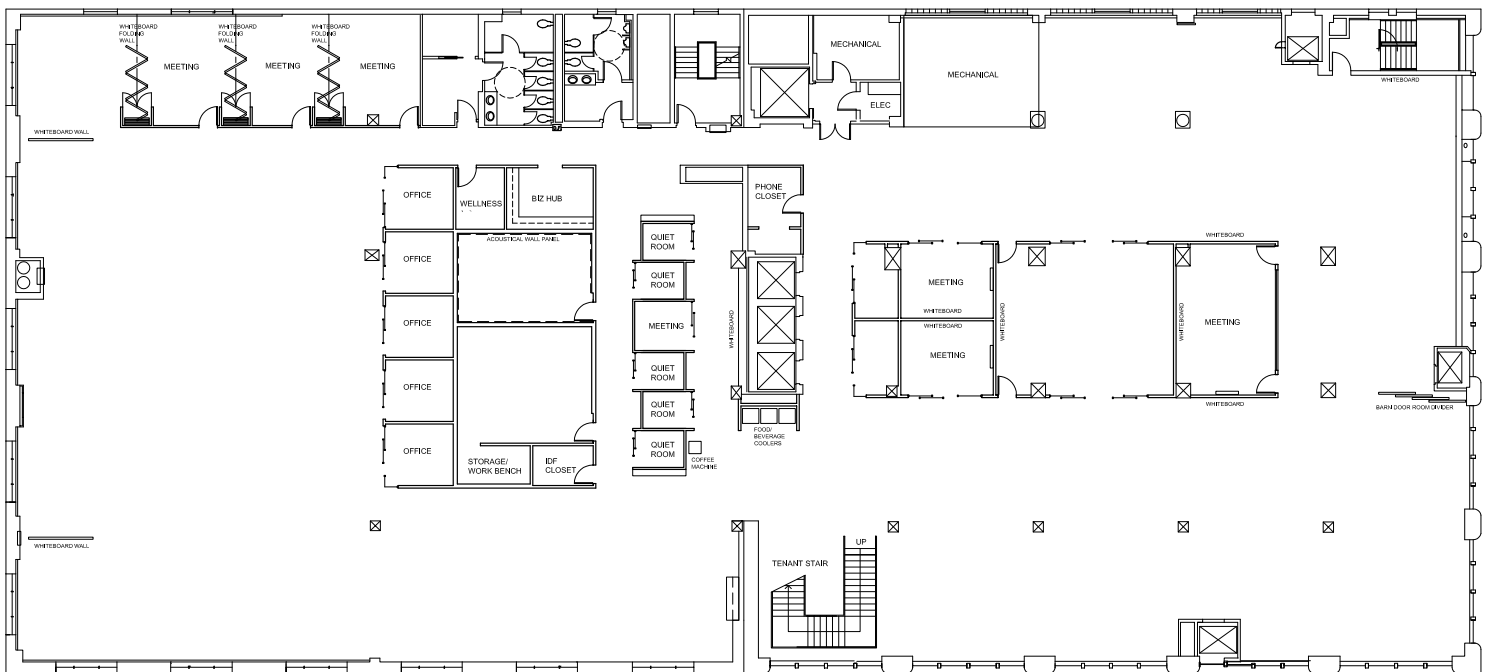 WHITEBOARD
FOLDING
WALL
WHITEBOARD
FOLDING
WALL
WHITEBOARD
FOLDING
WALL
MEETING
MEETING
MEETING
MECHANICAL
MECHANICAL
ELEC
WHITEBOARD
WHITEBOARD WALL
OFFICE
WELLNESS
BIZ HUB
PHONE
CLOSET
ACOUSTICAL WALL PANEL
QUIET
ROOM
WHITEBOARD
OFFICE
QUIET
ROOM
MEETING
WHITEBOARD
WHITEBOARD
OFFICE
MEETING
WHITEBOARD
WHITEBOARD
WHITEBOARD
MEETING
MEETING
OFFICE
QUIET
ROOM
QUIET
ROOM
WHITEBOARD
BARN DOOR ROOM DIVIDER
FOOD/
BEVERAGE
COOLERS
OFFICE
QUIET
ROOM
STORAGE/
WORK BENCH
IDF
CLOSET
COFFEE
MACHINE
WHITEBOARD WALL
UP
TENANT STAIR